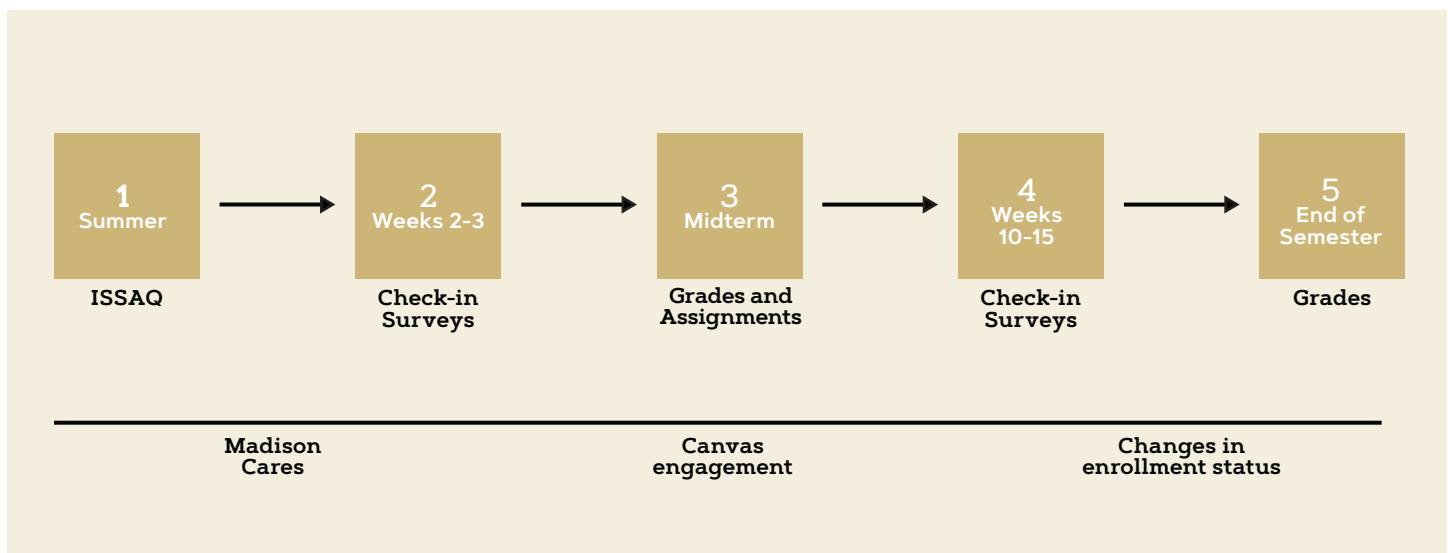 1
Summer
ISSAQ
2
Weeks 2-3
Check-in
Surveys
3
Midterm
Grades and
Assignments
4
Weeks
10-15
Check-in
Surveys
5
End of
Semester
Grades
Madison
Cares
Canvas
engagement
Changes in
enrollment status